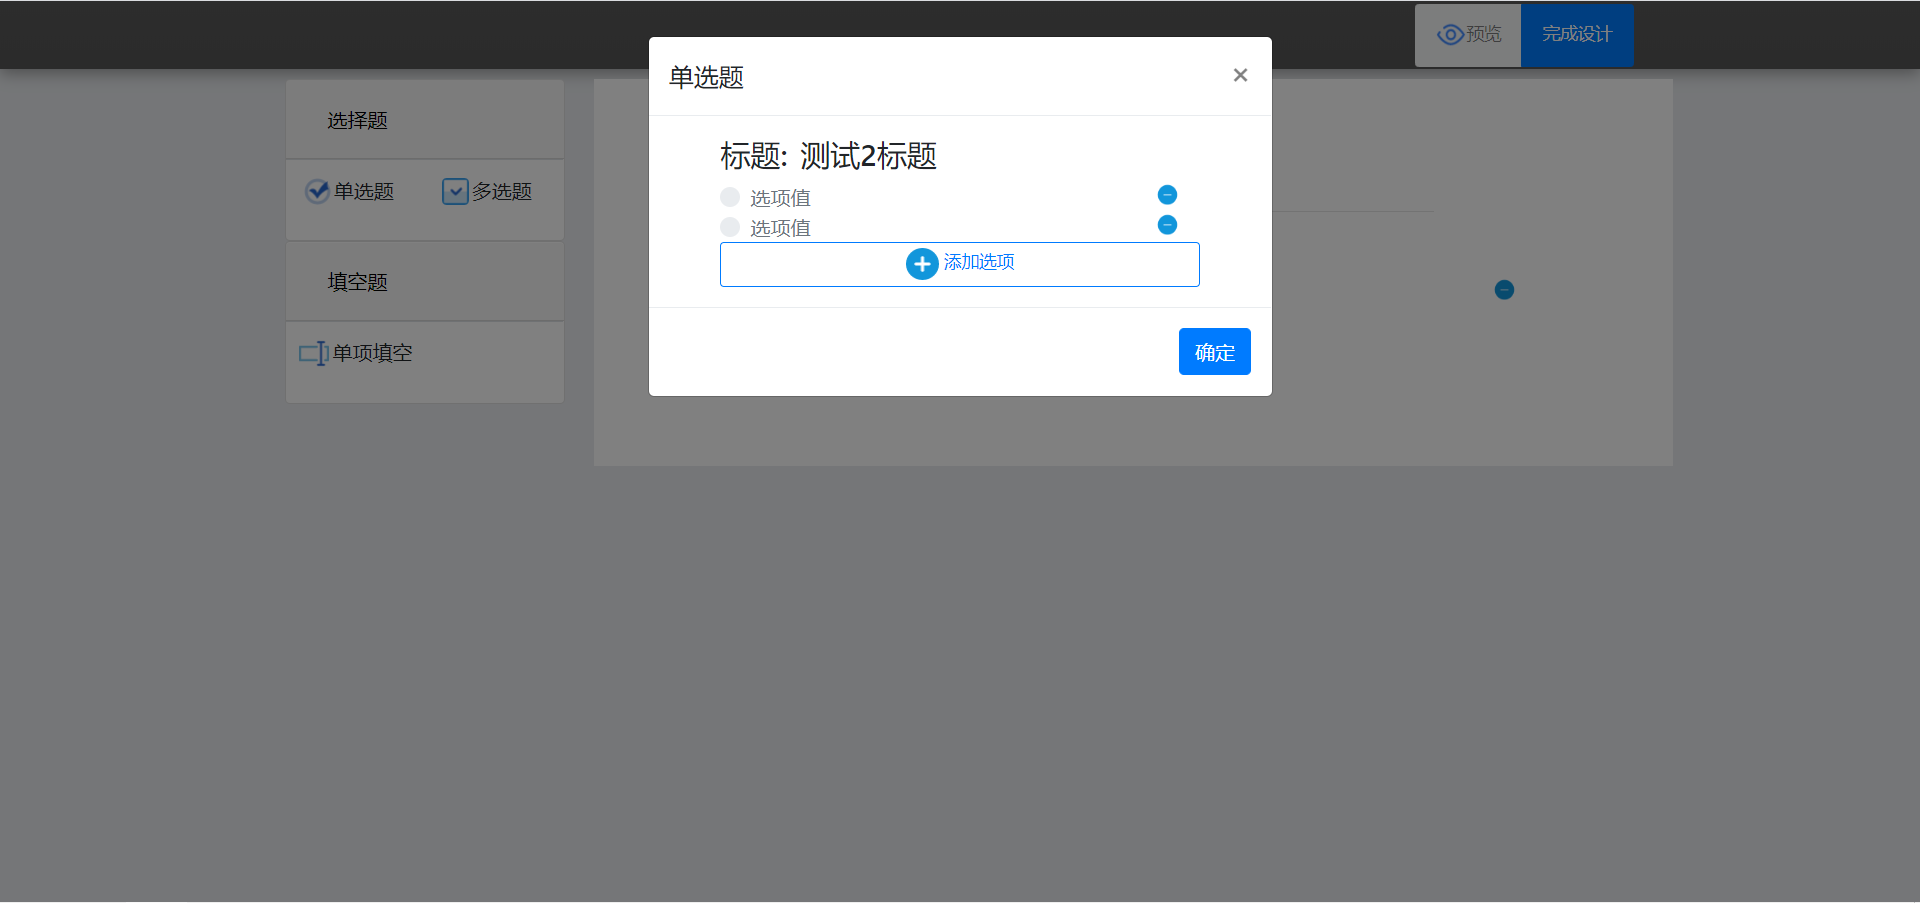 预览
完成设计
单选题
×
选择题
标题: 测试2标题
单选题
多选题
选项值
选项值
添加选项
填空题
单项填空
确定